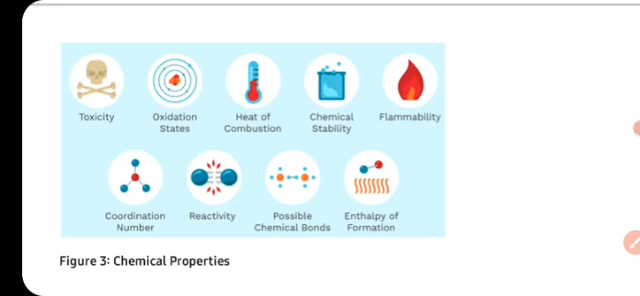 Toxicity
Oxidation
States
Heat of
Combustion
Chemical
Stability
Flammability
Coordination
Number
Reactivity
Possible
Chemical Bonds
Enthalpy of
Formation
Figure 3: Chemical Properties